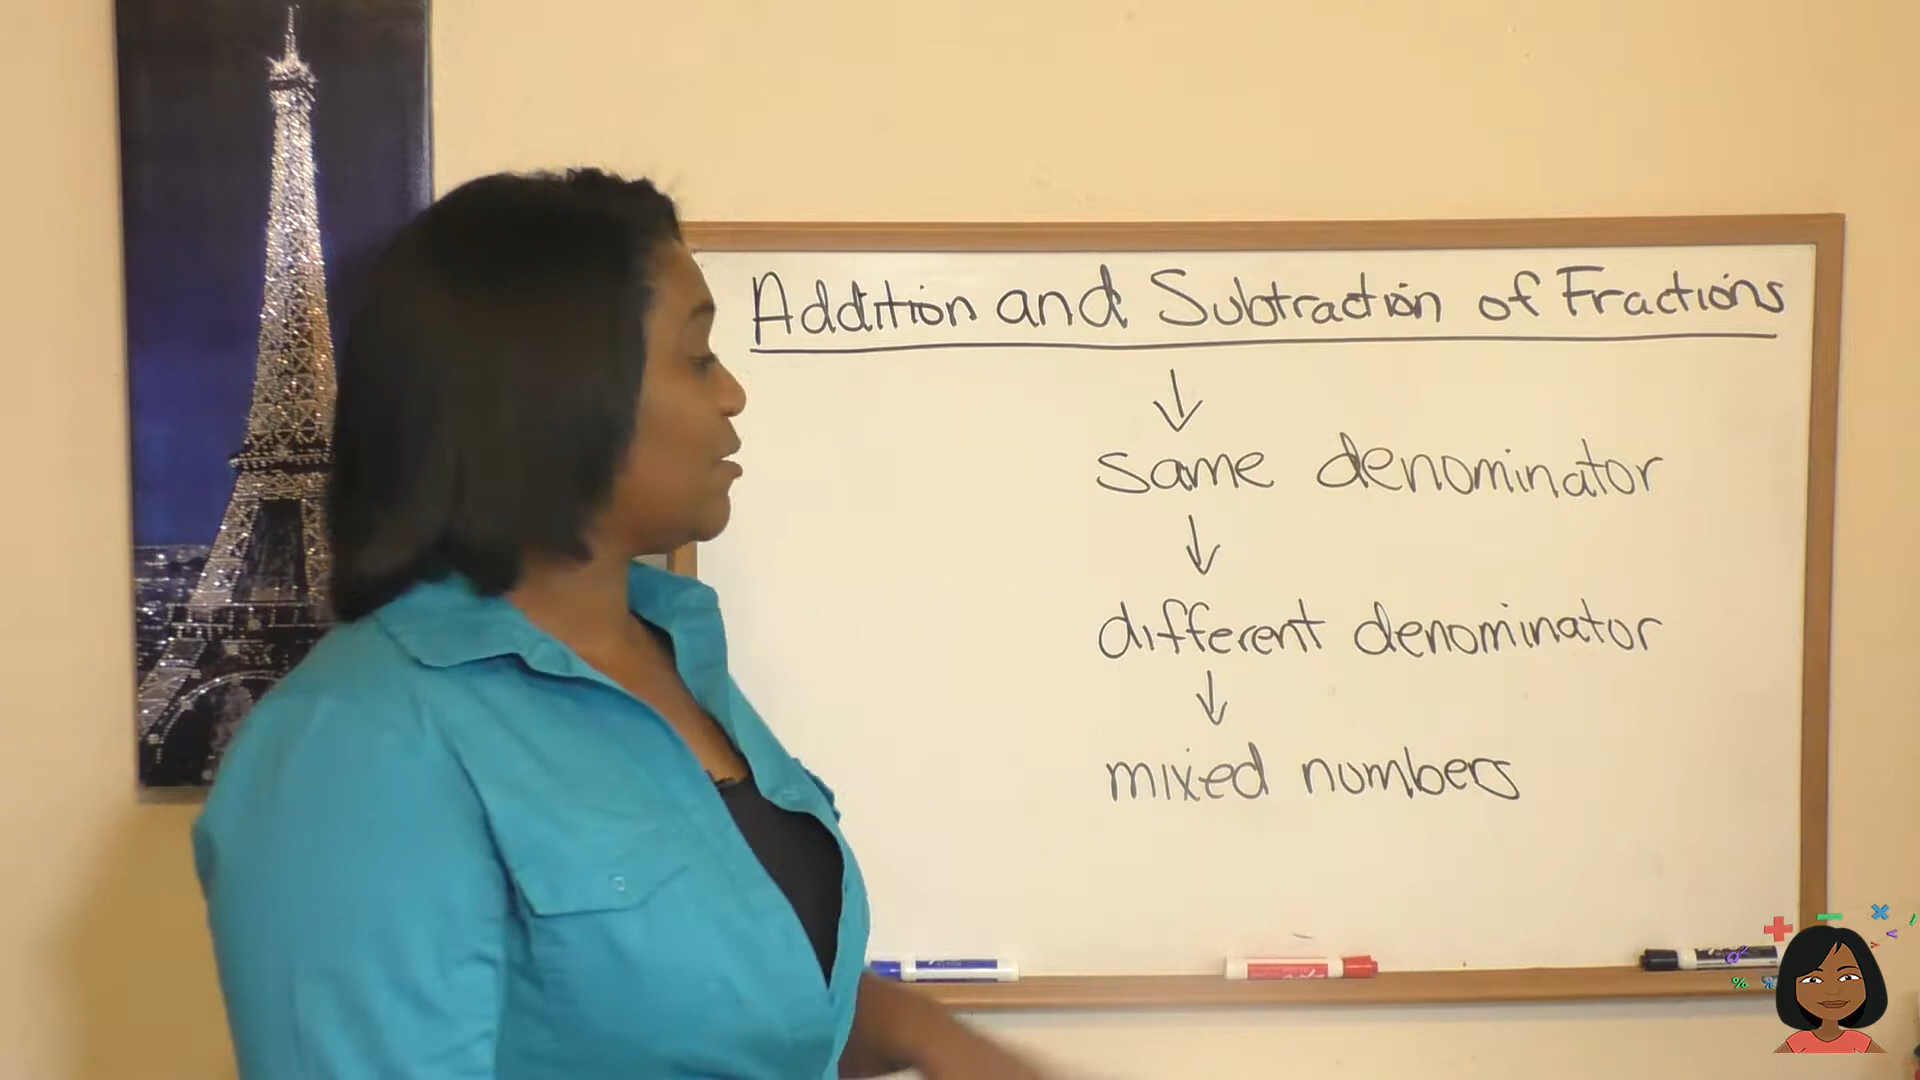 Addition and Subtraction of Fractions
same denominator
different denominator
mixed numbers